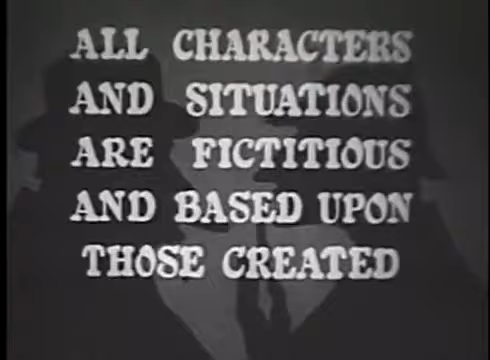 ALL CHARACTERS
AND SITUATIONS
ARE FICTITIOUS
AND BASED UPON
THOSE CREATED